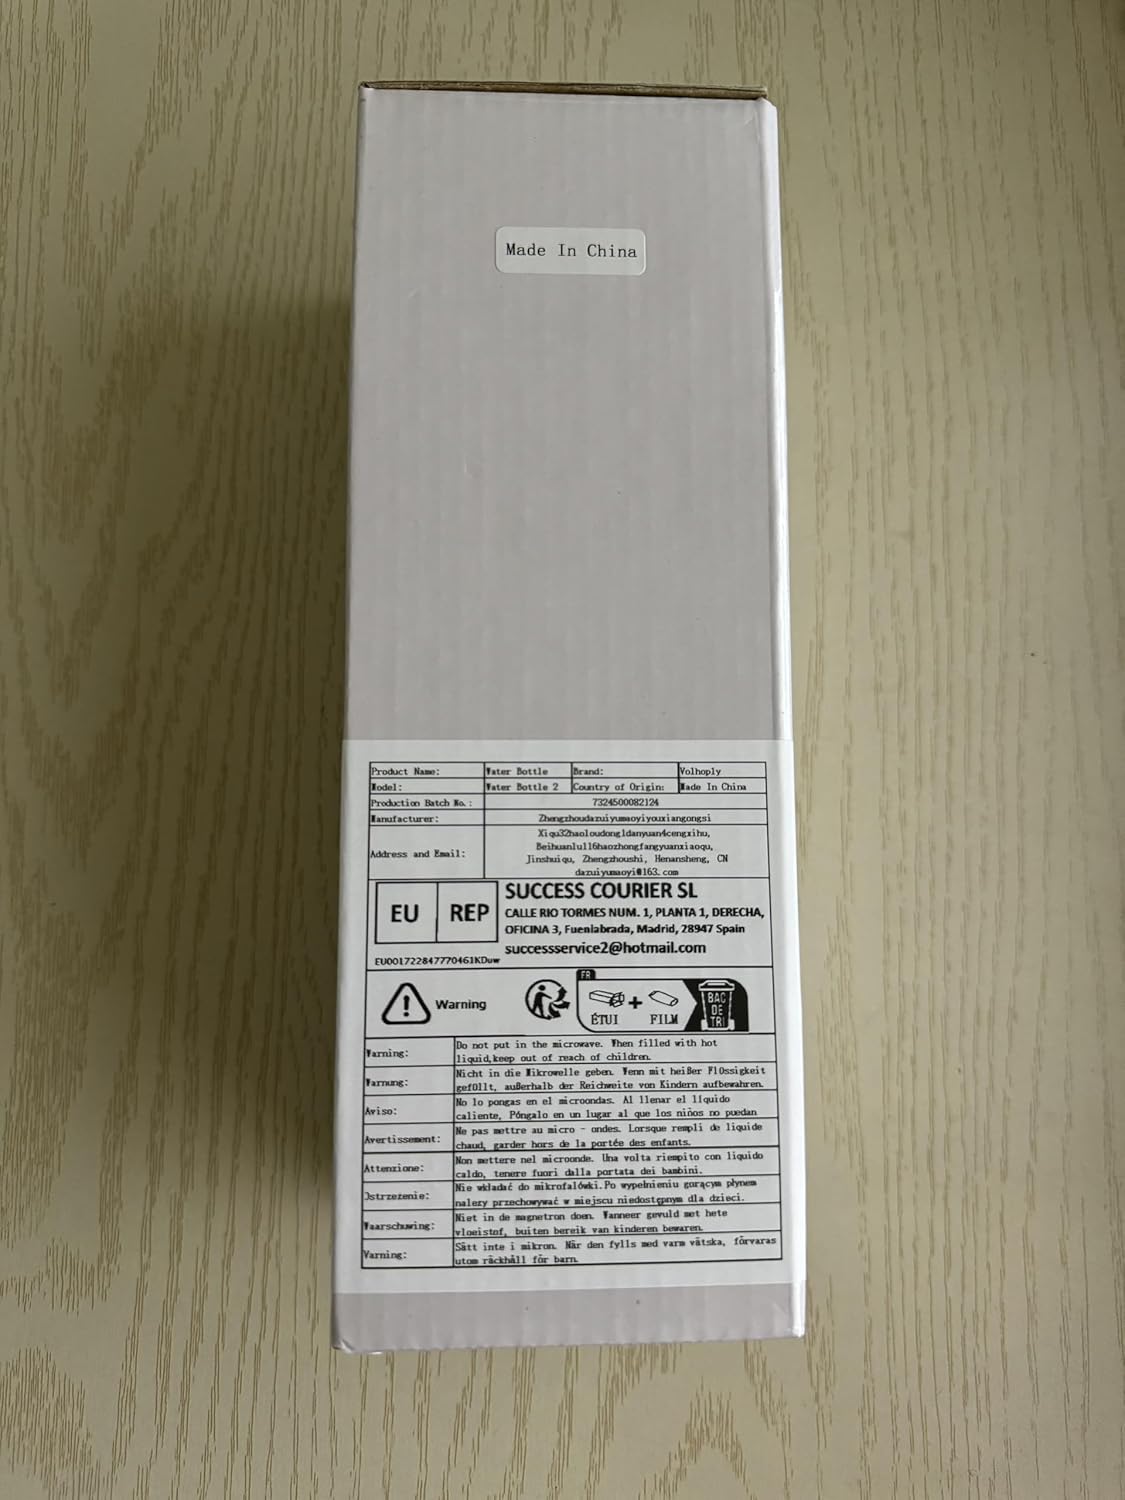 Made In China
Product Name: Water Bottle Brand: Volhoply
Model: Water Bottle 2 Country of Origin: Made In China
Production Batch No.: 7324500082124
Manufacturer: Zhengzhoudazuiyumaoyiyouxiangongsi
Address and Email:
Xiqu32haoloudong1danyuan4cengxihu,
Beihuanlu116haozhongfangyuanxiaoqu,
Jinshuiqu, Zhengzhoushi, Henansheng, CN
dazuiyumaoyi@163.com
EU REP
SUCCESS COURIER SL
CALLE RIO TORMES NUM. 1, PLANTA 1, DERECHA,
OFICINA 3, Fuenlabrada, Madrid, 28947 Spain
successservice2@hotmail.com
EU001722847770461KDuw
Warning
FR
ÉTUI + FILM
BAC
DE
TRI
Warning: Do not put in the microwave. When filled with hot
liquid,keep out of reach of children.
Warnung: Nicht in die Mikrowelle geben. Wenn mit heißer Fl0ssigkeit
gef0llt, außerhalb der Reichweite von Kindern aufbewahren.
Aviso: No lo pongas en el microondas. Al llenar el líquido
caliente, Póngalo en un lugar al que los niños no puedan
Avertissement: Ne pas mettre au micro - ondes. Lorsque rempli de liquide
chaud, garder hors de la portée des enfants.
Attenzione: Non mettere nel microonde. Una volta riempito con liquido
caldo, tenere fuori dalla portata dei bambini.
Ostrzeżenie: Nie wkładać do mikrofalówki.Po wypełnieniu gorącym płynem
należy przechowywać w miejscu niedostępnym dla dzieci.
Waarschuwing: Niet in de magnetron doen. Wanneer gevuld met hete
vloeistof, buiten bereik van kinderen bewaren.
Varning: Sätt inte i mikron. När den fylls med varm vätska, förvaras
utom räckhåll för barn.